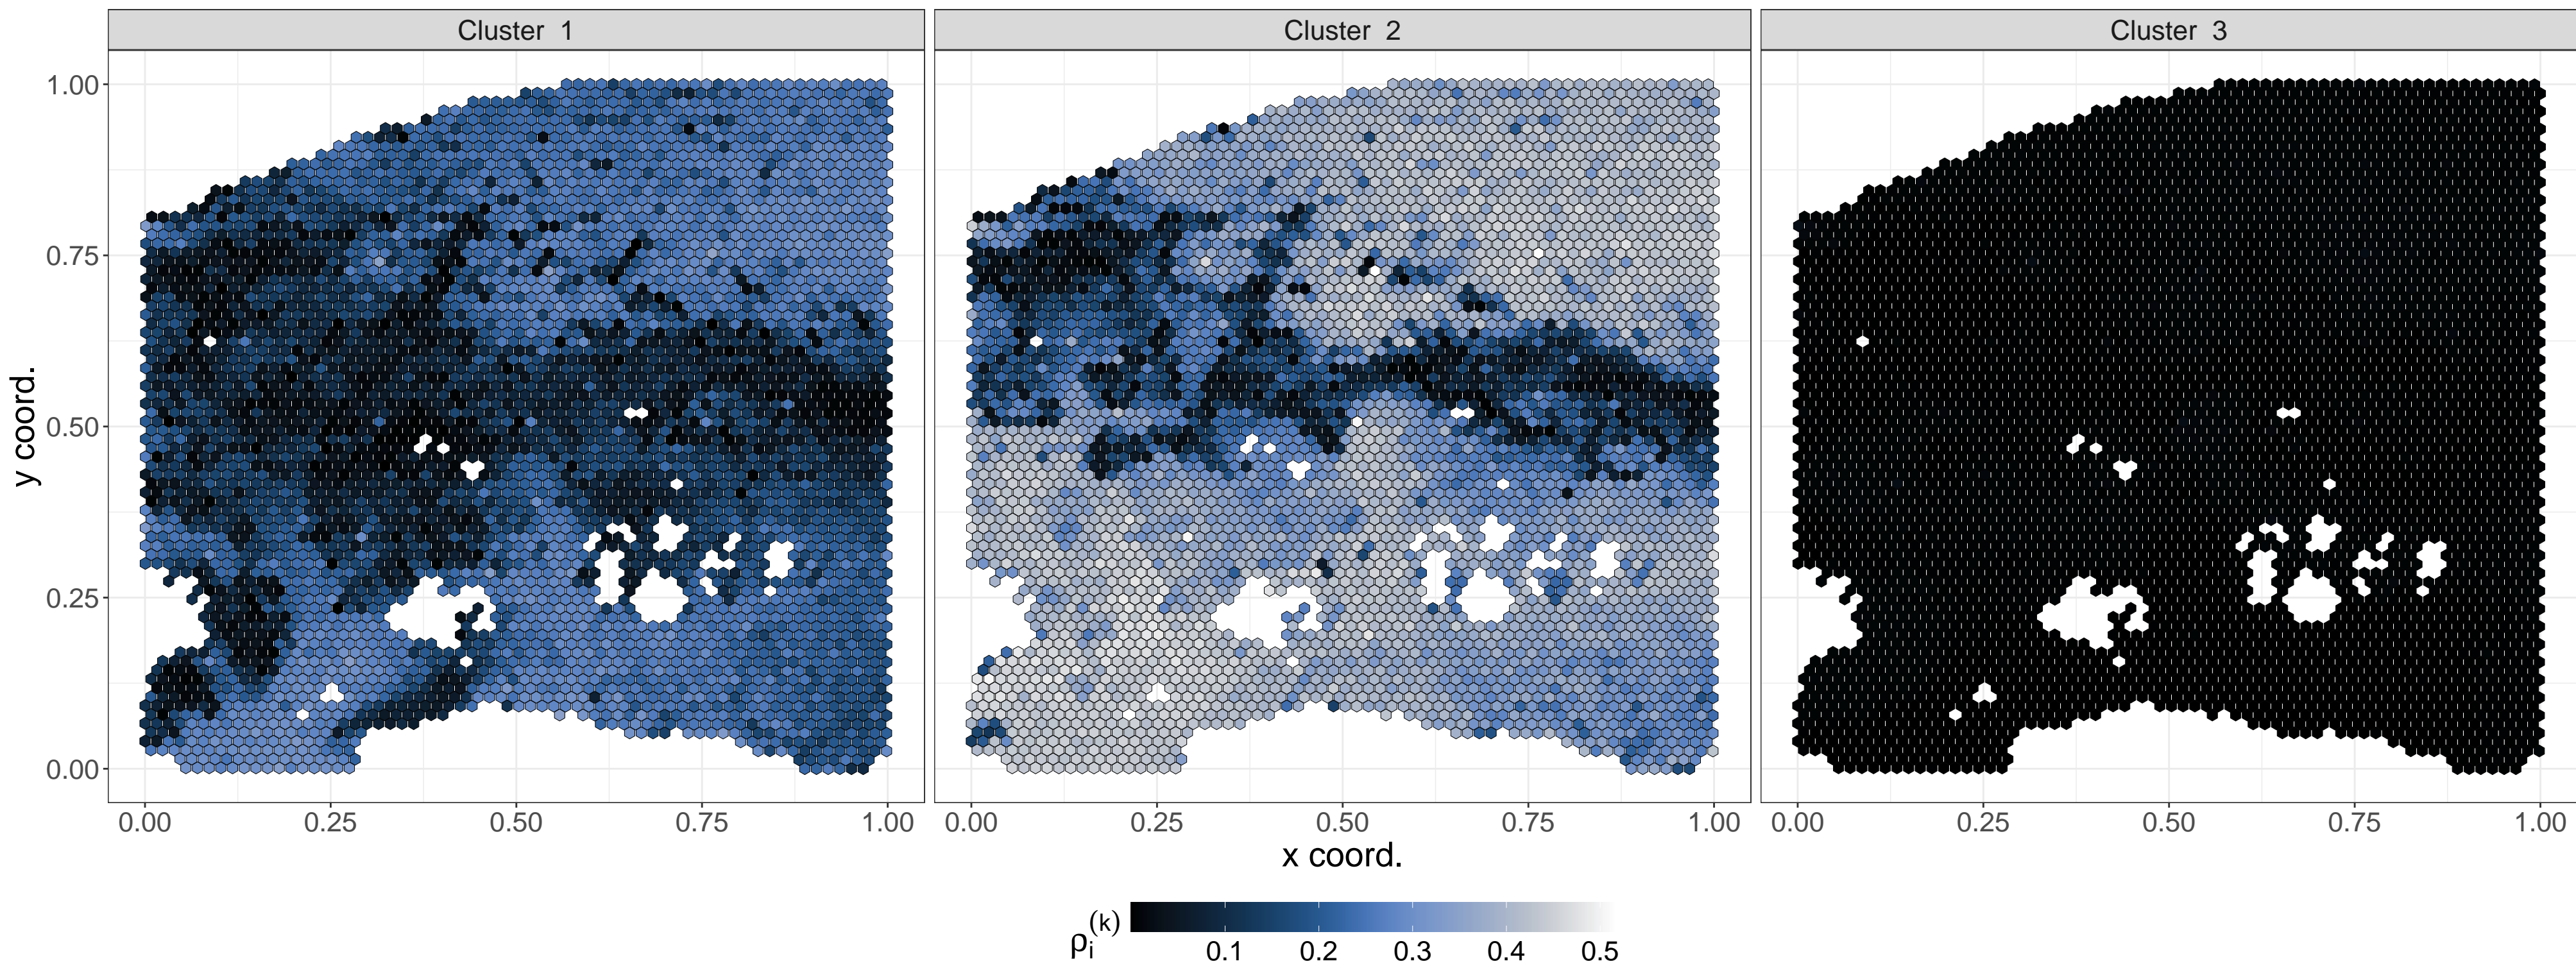 Cluster 1
Cluster 2
Cluster 3
y coord.
1.00
0.75
0.50
0.25
0.00
0.00 0.25 0.50 0.75 1.00
0.00 0.25 0.50 0.75 1.00
0.00 0.25 0.50 0.75 1.00
x coord.
ρi(k)
0.1 0.2 0.3 0.4 0.5